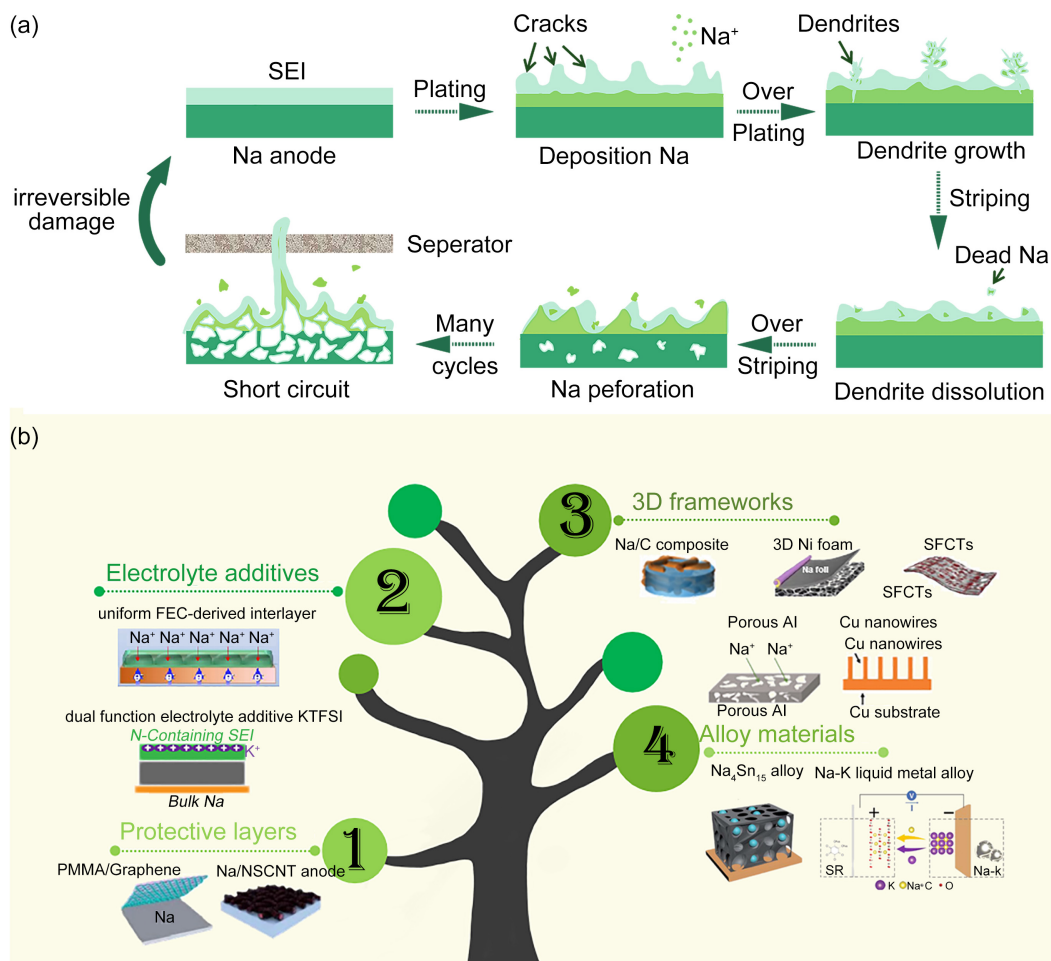 (a)
Cracks
Na⁺
Dendrites
SEI
Plating
Over
Plating
Na anode
Deposition Na
Dendrite growth
irreversible
damage
Striping
Seperator
Dead Na
Many
cycles
Over
Striping
Short circuit
Na peforation
Dendrite dissolution
(b)
3
3D frameworks
Na/C composite
3D Ni foam
SFCTs
Na foil
SFCTs
Electrolyte additives
2
uniform FEC-derived interlayer
Na⁺ Na⁺ Na⁺ Na⁺ Na⁺
Porous Al
Na⁺ Na⁺
Porous Al
Cu nanowires
Cu nanowires
Cu substrate
dual function electrolyte additive KTFSI
N-Containing SEI
K⁺
Bulk Na
4
Alloy materials
Na₄Sn₁₅ alloy
Na-K liquid metal alloy
V
I
+
−
SR
Na-k
K Na⁺C O
Protective layers
1
PMMA/Graphene
Na/NSCNT anode
Na